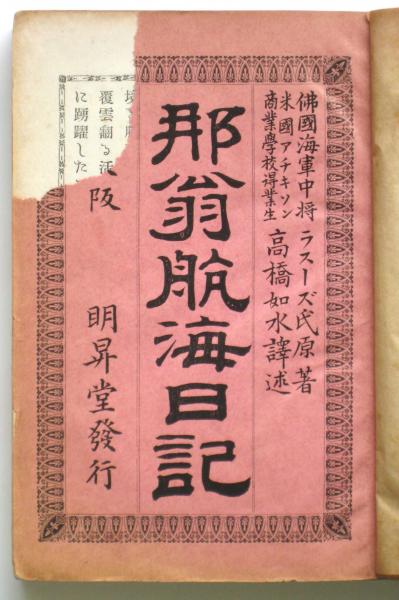 佛國海軍中将 ラスーズ氏原著
米國アチキソン
商業學校得業生
高橋如水譯述
那翁航海日記
阪 明昇堂發行
覆雲翻る
に踴躍した